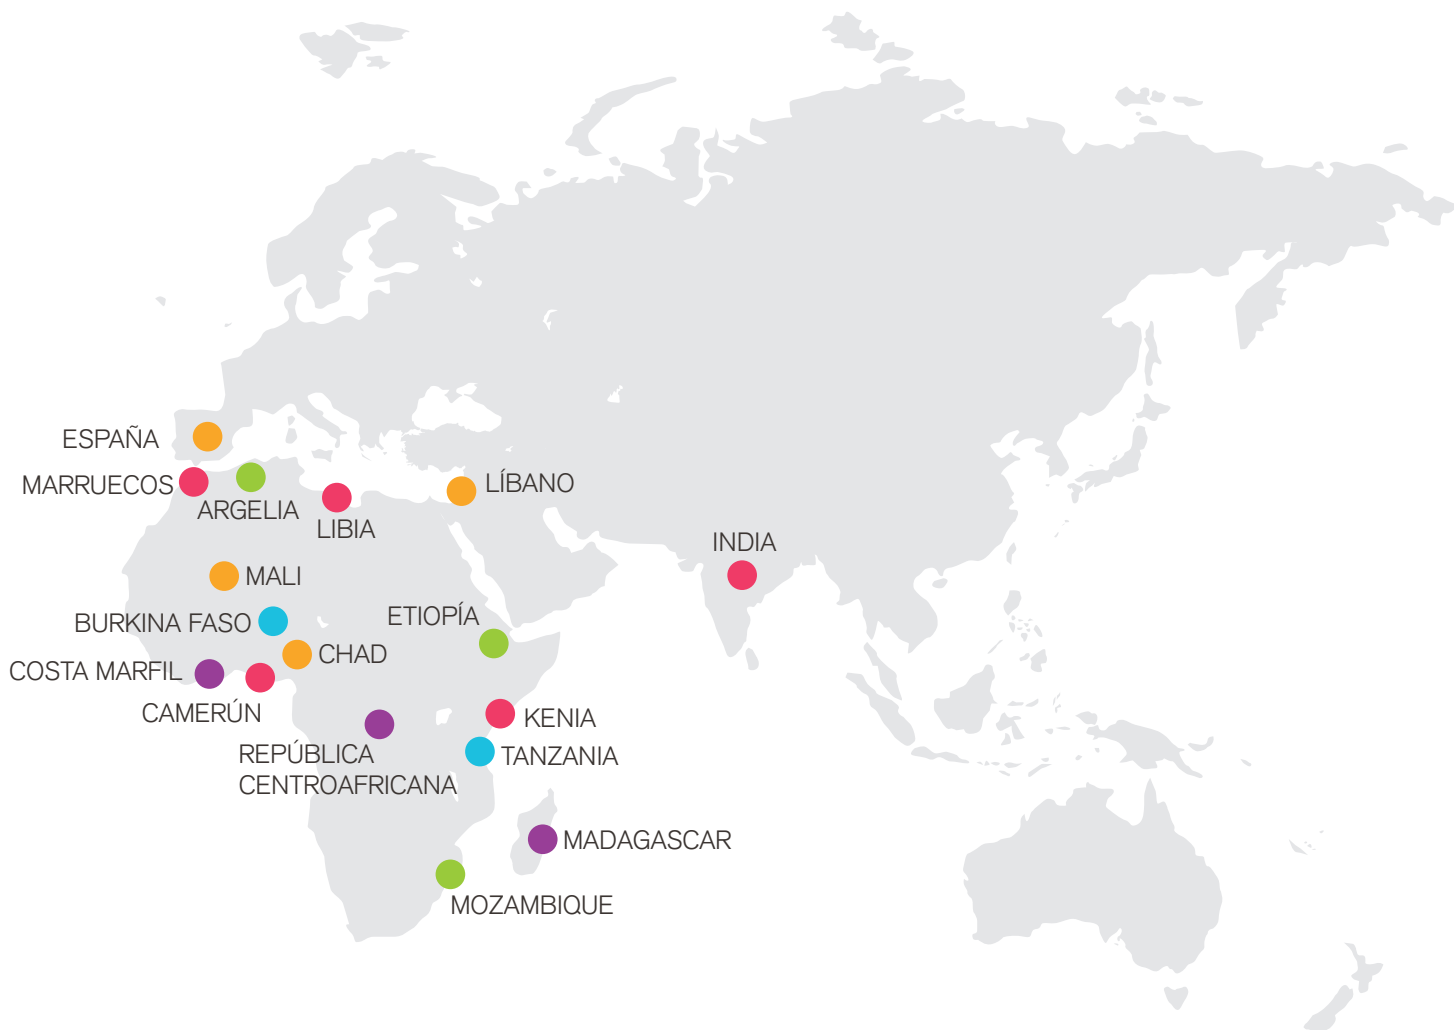 ESPAÑA
MARRUECOS
ARGELIA
LIBIA
LÍBANO
INDIA
MALI
BURKINA FASO
ETIOPÍA
CHAD
COSTA MARFIL
CAMERÚN
KENIA
REPÚBLICA
CENTROAFRICANA
TANZANIA
MADAGASCAR
MOZAMBIQUE